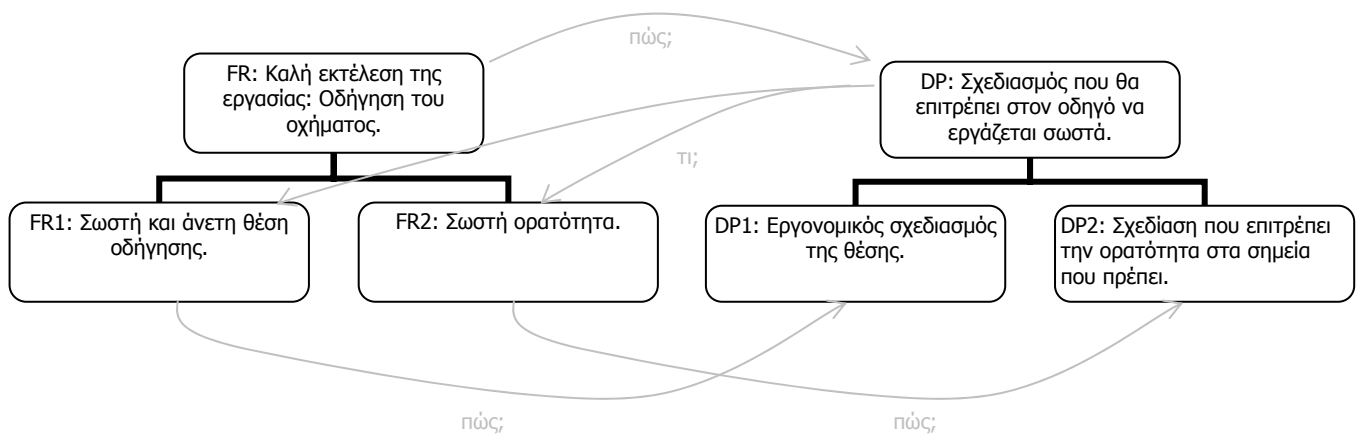 πώς;
FR: Καλή εκτέλεση της
εργασίας: Οδήγηση του
οχήματος.
DP: Σχεδιασμός που θα
επιτρέπει στον οδηγό να
εργάζεται σωστά.
τι;
FR1: Σωστή και άνετη θέση
οδήγησης.
FR2: Σωστή ορατότητα.
DP1: Εργονομικός σχεδιασμός
της θέσης.
DP2: Σχεδίαση που επιτρέπει
την ορατότητα στα σημεία
που πρέπει.
πώς;
πώς;